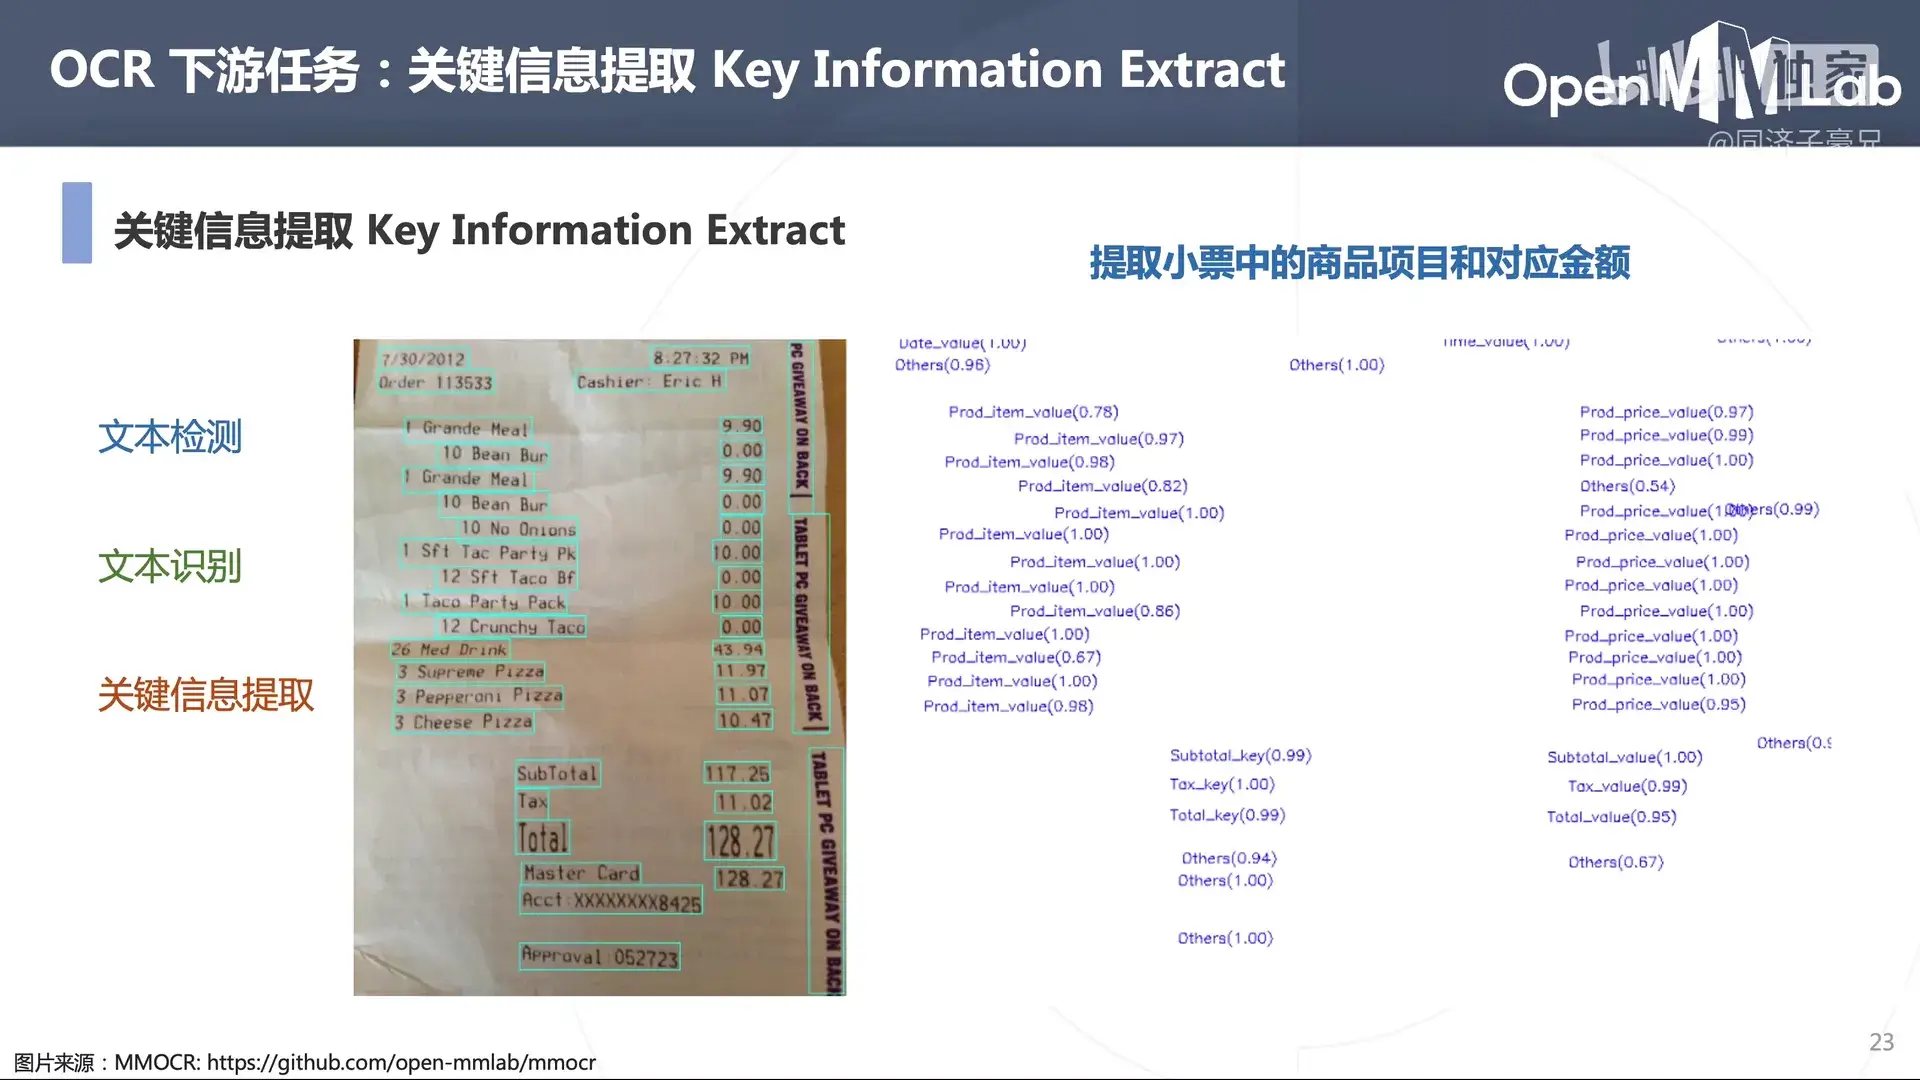 OCR 下游任务：关键信息提取 Key Information Extract
OpenMMLab
独家
@同济子豪兄
关键信息提取 Key Information Extract
提取小票中的商品项目和对应金额
文本检测
文本识别
关键信息提取
7/30/2012 8:27:32 PM
Order 113533 Cashier: Eric H
1 Grande Meal 9.90
10 Bean Bur 0.00
1 Grande Meal 9.90
10 Bean Bur 0.00
10 No Onions 0.00
1 Sft Tac Party Pk 10.00
12 Sft Taco Bf 0.00
1 Taco Party Pack 10.00
12 Crunchy Taco 0.00
26 Med Drink 43.94
3 Supreme Pizza 11.97
3 Pepperoni Pizza 11.07
3 Cheese Pizza 10.47
SubTotal 117.25
Tax 11.02
Total 128.27
Master Card 128.27
Acct:XXXXXXXX8425
Approval:052723
PC GIVEAWAY ON BACK
TABLET PC GIVEAWAY ON BACK
TABLET PC GIVEAWAY ON BACK
Date_value(1.00) Time_value(1.00) Others(1.00)
Others(0.96) Others(1.00)
Prod_item_value(0.78) Prod_price_value(0.97)
Prod_item_value(0.97) Prod_price_value(0.99)
Prod_item_value(0.98) Prod_price_value(1.00)
Prod_item_value(0.82) Others(0.54)
Prod_item_value(1.00) Prod_price_value(1.00) Others(0.99)
Prod_item_value(1.00) Prod_price_value(1.00)
Prod_item_value(1.00) Prod_price_value(1.00)
Prod_item_value(1.00) Prod_price_value(1.00)
Prod_item_value(0.86) Prod_price_value(1.00)
Prod_item_value(1.00) Prod_price_value(1.00)
Prod_item_value(0.67) Prod_price_value(1.00)
Prod_item_value(1.00) Prod_price_value(1.00)
Prod_item_value(0.98) Prod_price_value(0.95)
Others(0.9
Subtotal_key(0.99) Subtotal_value(1.00)
Tax_key(1.00) Tax_value(0.99)
Total_key(0.99) Total_value(0.95)
Others(0.94) Others(0.67)
Others(1.00)
Others(1.00)
图片来源：MMOCR: https://github.com/open-mmlab/mmocr
23